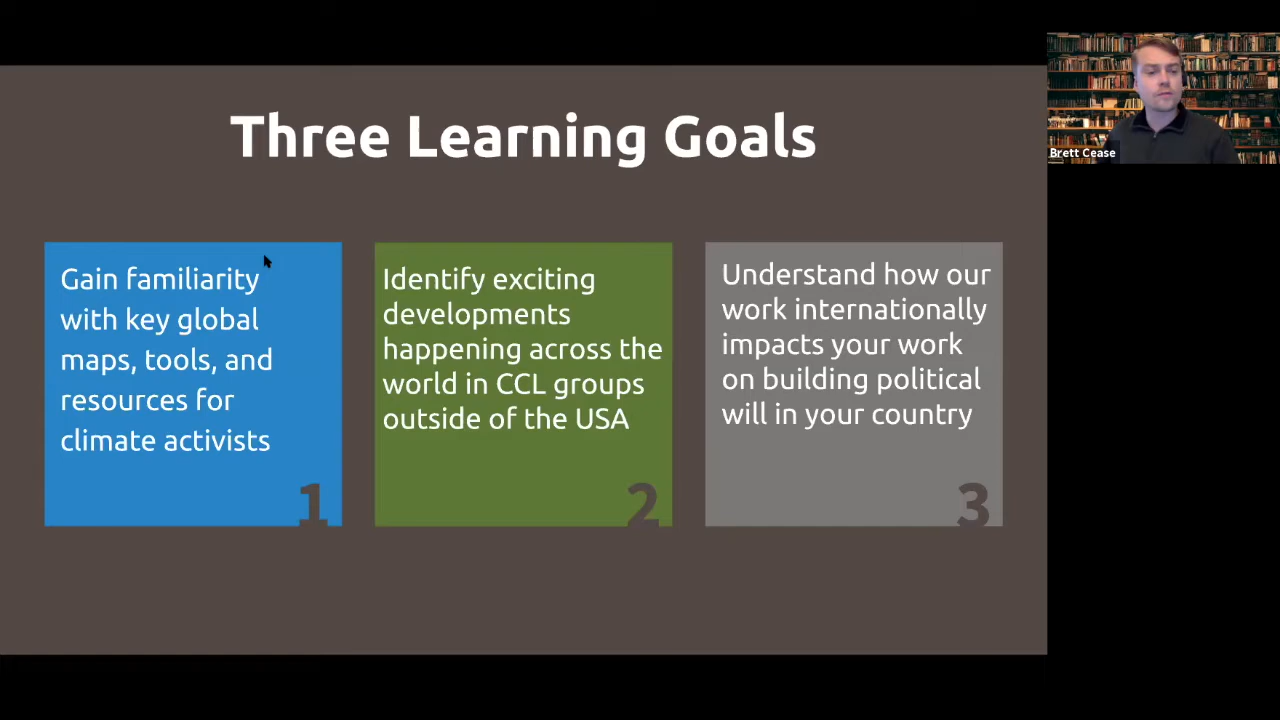 Three Learning Goals
Gain familiarity
with key global
maps, tools, and
resources for
climate activists
1
Identify exciting
developments
happening across the
world in CCL groups
outside of the USA
2
Understand how our
work internationally
impacts your work
on building political
will in your country
3
Brett Cease